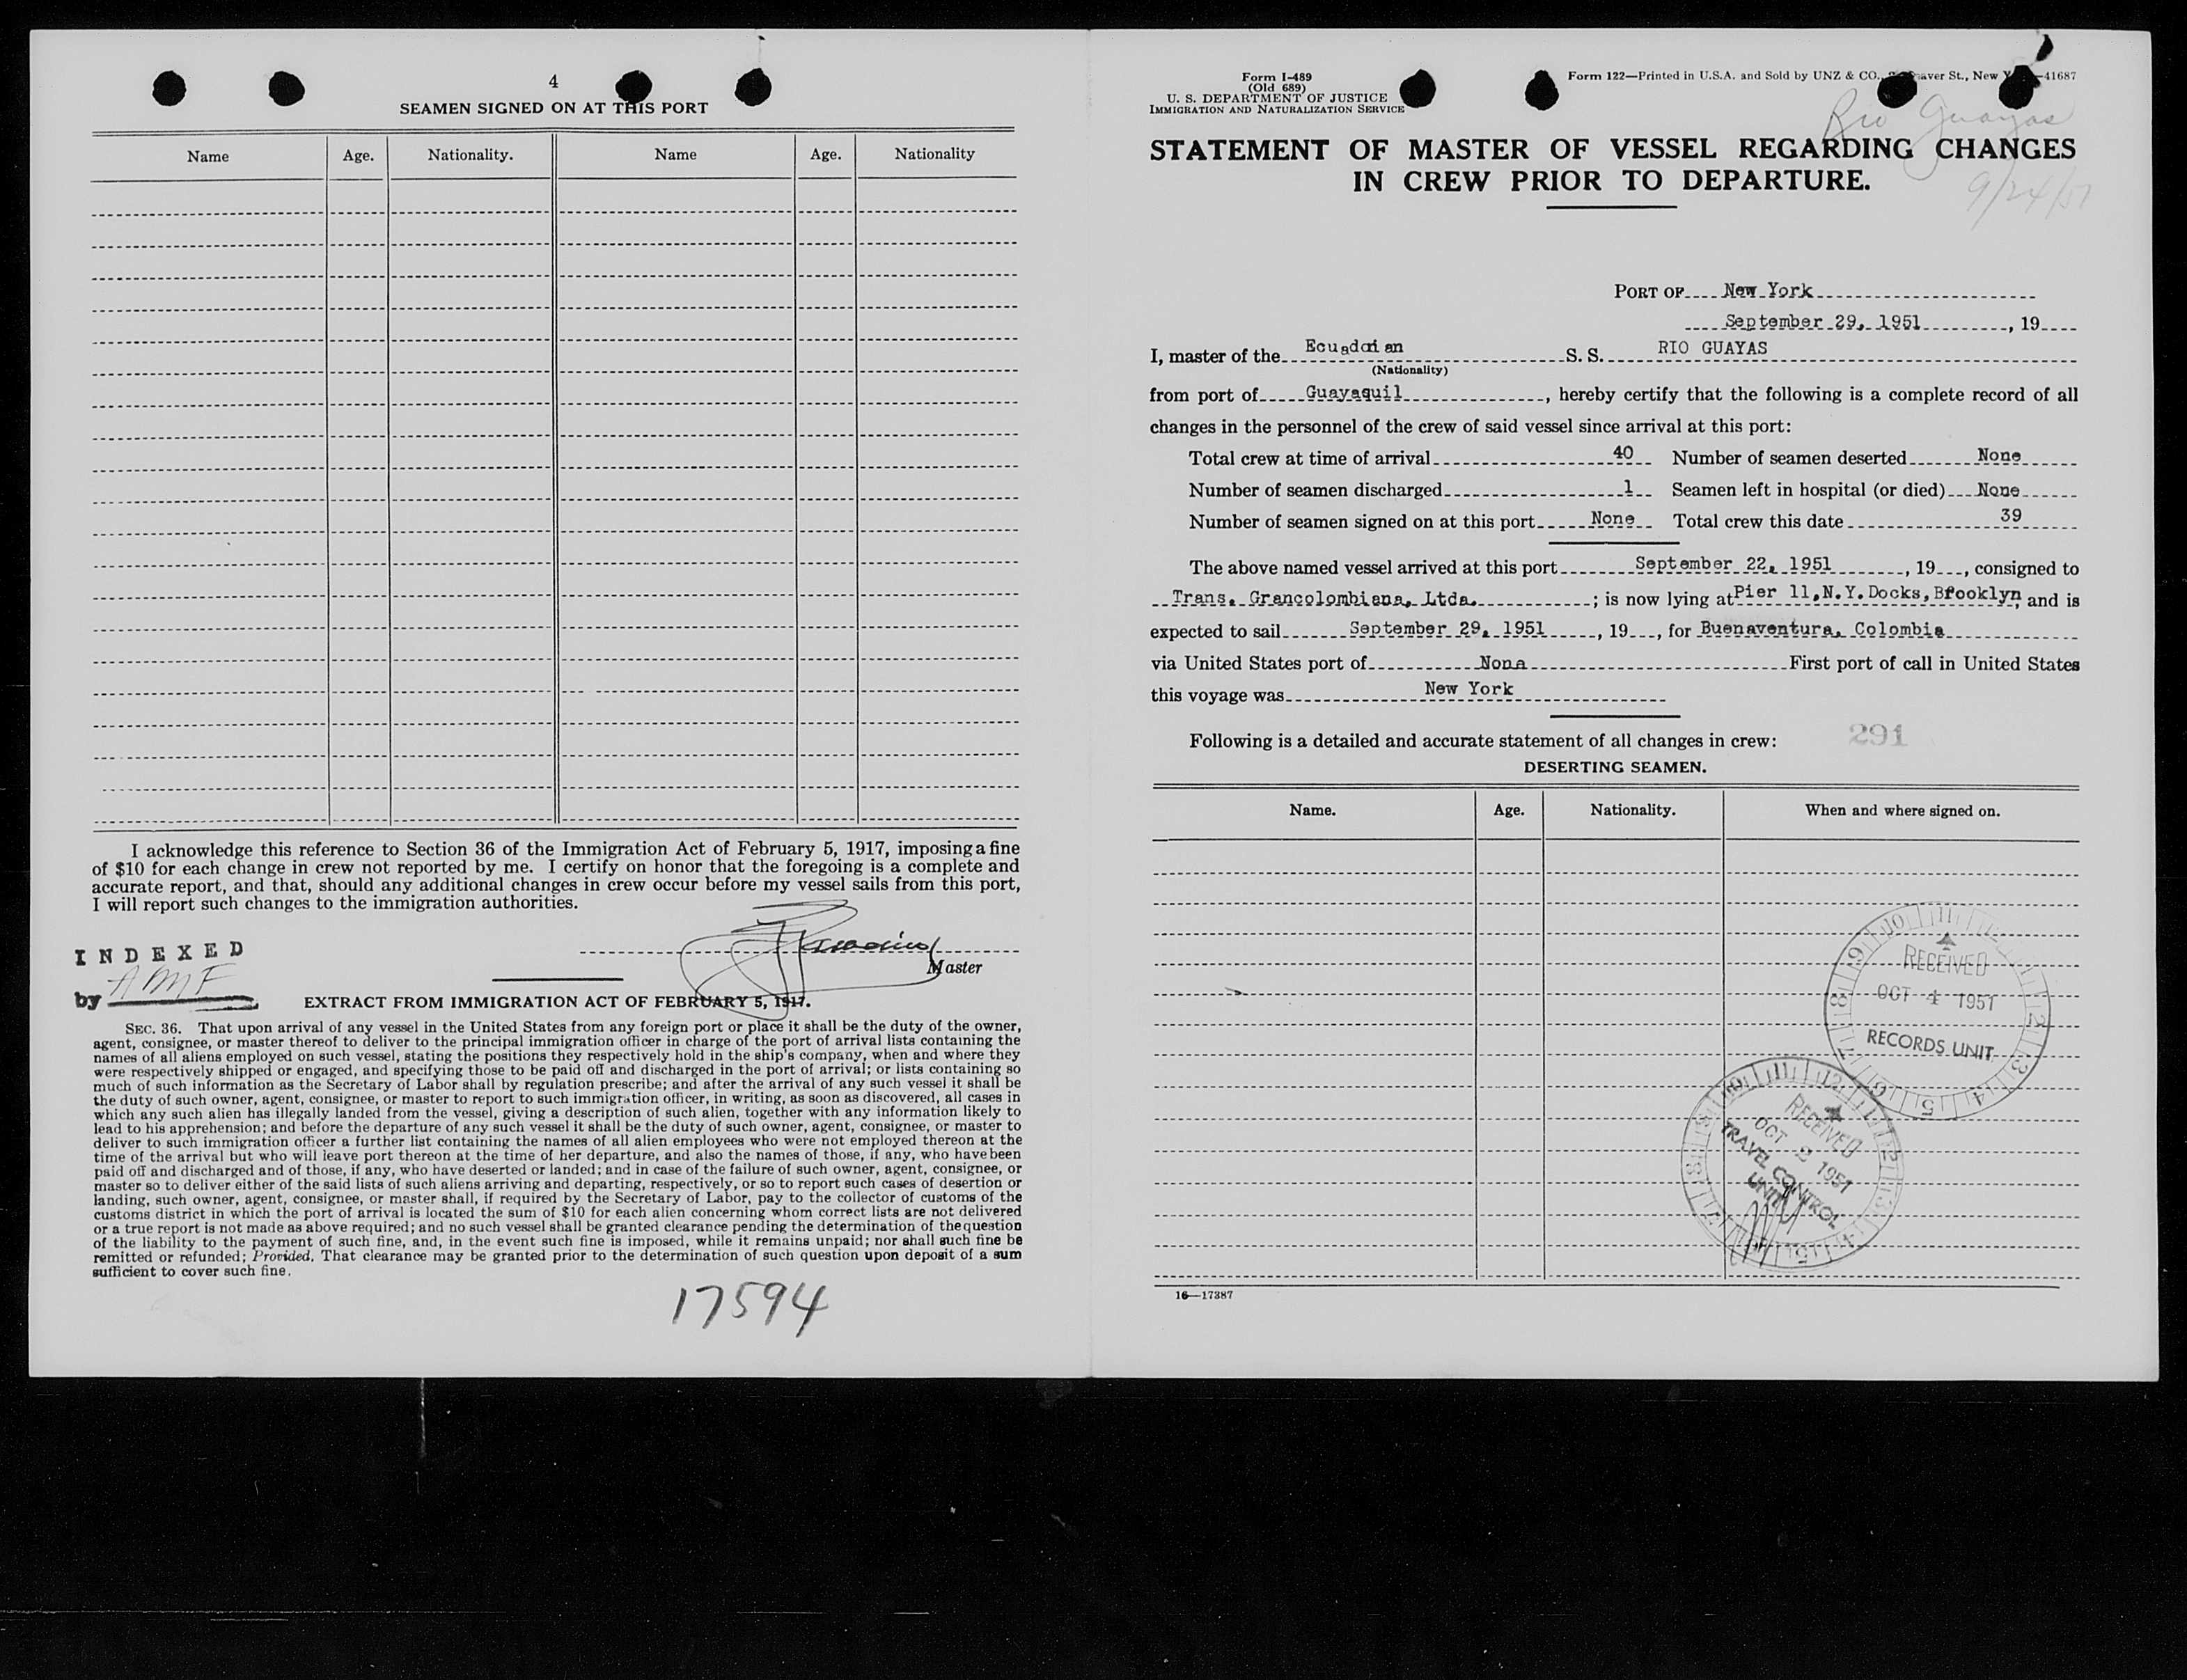 4
SEAMEN SIGNED ON AT THIS PORT
Name Age. Nationality. Name Age. Nationality
I acknowledge this reference to Section 36 of the Immigration Act of February 5, 1917, imposing a fine
of $10 for each change in crew not reported by me. I certify on honor that the foregoing is a complete and
accurate report, and that, should any additional changes in crew occur before my vessel sails from this port,
I will report such changes to the immigration authorities.
INDEXED
by AMF
Master
EXTRACT FROM IMMIGRATION ACT OF FEBRUARY 5, 1917.
SEC. 36. That upon arrival of any vessel in the United States from any foreign port or place it shall be the duty of the owner,
agent, consignee, or master thereof to deliver to the principal immigration officer in charge of the port of arrival lists containing the
names of all aliens employed on such vessel, stating the positions they respectively hold in the ship's company, when and where they
were respectively shipped or engaged, and specifying those to be paid off and discharged in the port of arrival; or lists containing so
much of such information as the Secretary of Labor shall by regulation prescribe; and after the arrival of any such vessel it shall be
the duty of such owner, agent, consignee, or master to report to such immigration officer, in writing, as soon as discovered, all cases in
which any such alien has illegally landed from the vessel, giving a description of such alien, together with any information likely to
lead to his apprehension; and before the departure of any such vessel it shall be the duty of such owner, agent, consignee, or master to
deliver to such immigration officer a further list containing the names of all alien employees who were not employed thereon at the
time of the arrival but who will leave port thereon at the time of her departure, and also the names of those, if any, who have been
paid off and discharged and of those, if any, who have deserted or landed; and in case of the failure of such owner, agent, consignee, or
master so to deliver either of the said lists of such aliens arriving and departing, respectively, or so to report such cases of desertion or
landing, such owner, agent, consignee, or master shall, if required by the Secretary of Labor, pay to the collector of customs of the
customs district in which the port of arrival is located the sum of $10 for each alien concerning whom correct lists are not delivered
or a true report is not made as above required; and no such vessel shall be granted clearance pending the determination of the question
of the liability to the payment of such fine, and, in the event such fine is imposed, while it remains unpaid; nor shall such fine be
remitted or refunded; Provided, That clearance may be granted prior to the determination of such question upon deposit of a sum
sufficient to cover such fine.
17594
Form I-489
(Old 689)
U. S. DEPARTMENT OF JUSTICE
IMMIGRATION AND NATURALIZATION SERVICE
Form 122—Printed in U.S.A. and Sold by UNZ & CO., St., New 41687
Rio Guayas
STATEMENT OF MASTER OF VESSEL REGARDING CHANGES
IN CREW PRIOR TO DEPARTURE.
9/24/51
PORT OF New York
September 29, 1951, 19
I, master of the Ecuadorian S. S. RIO GUAYAS
(Nationality)
from port of Guayaquil, hereby certify that the following is a complete record of all
changes in the personnel of the crew of said vessel since arrival at this port:
Total crew at time of arrival 40 Number of seamen deserted None
Number of seamen discharged 1 Seamen left in hospital (or died) None
Number of seamen signed on at this port None Total crew this date 39
The above named vessel arrived at this port September 22, 1951, 19, consigned to
Trans. Grancolombiana, Ltda. ; is now lying at Pier 11, N.Y. Docks, Brooklyn, and is
expected to sail September 29, 1951, 19, for Buenaventura, Colombia
via United States port of None First port of call in United States
this voyage was New York
291
Following is a detailed and accurate statement of all changes in crew:
DESERTING SEAMEN.
Name. Age. Nationality. When and where signed on.
RECEIVED
OCT 4 1951
RECORDS UNIT
RECEIVED
OCT 2 1951
TRAVEL CONTROL
UNIT
16—17387